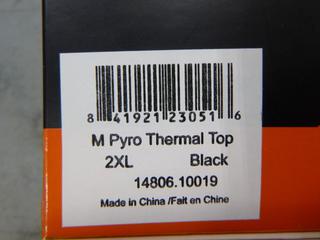 8 41921 23051 6
M Pyro Thermal Top
2XL Black
14806.10019
Made in China /Fait en Chine